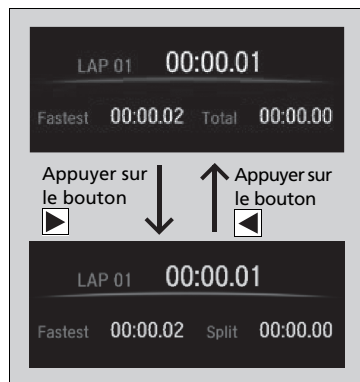 LAP 01 00:00.01
Fastest 00:00.02 Total 00:00.00
Appuyer sur
le bouton
Appuyer sur
le bouton
LAP 01 00:00.01
Fastest 00:00.02 Split 00:00.00